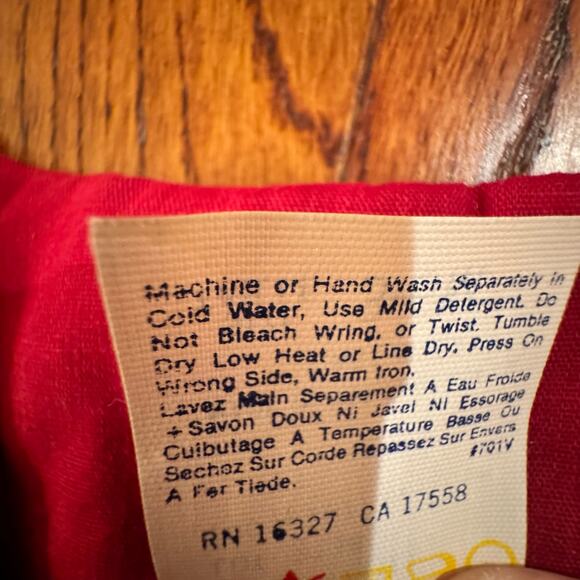 Machine or Hand Wash Separately in
Cold Water, Use Mild Detergent. Do
Not Bleach Wring, or Twist. Tumble
Dry Low Heat or Line Dry. Press On
Wrong Side, Warm Iron.
Lavez Main Separement A Eau Froide
+ Savon Doux Ni Javel Ni Essorage
Culbutage A Temperature Basse Ou
Sechez Sur Corde Repassez Sur Envers
A Fer Tiede.
#701V
RN 16327 CA 17558